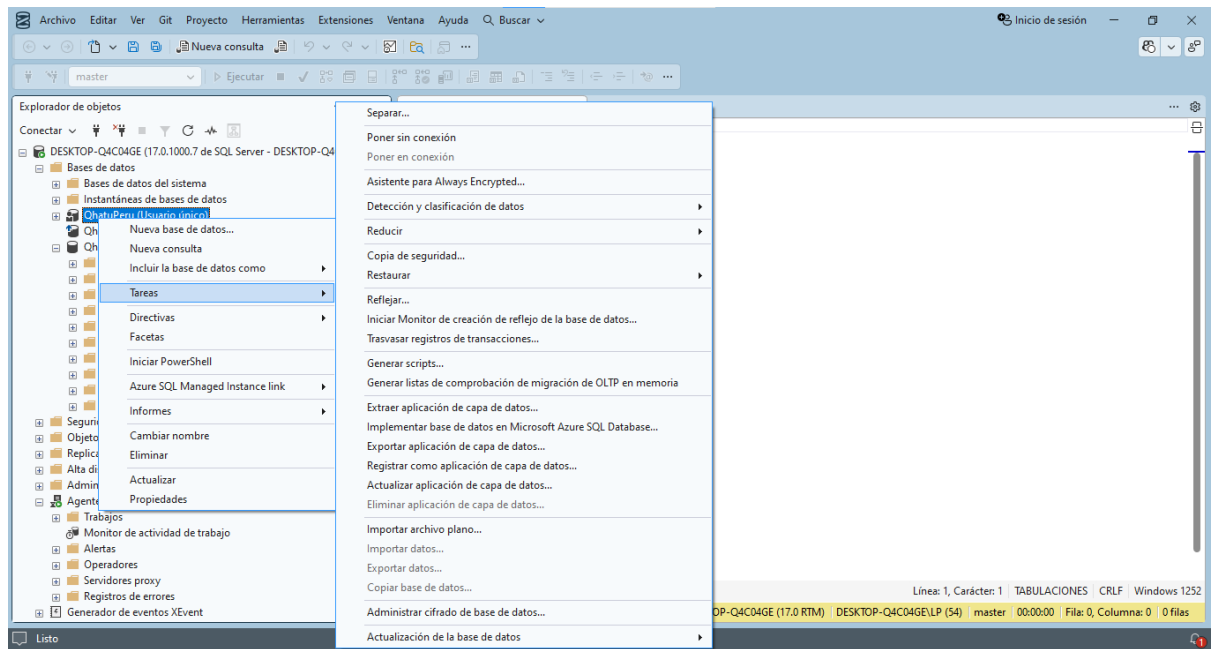 Archivo Editar Ver Git Proyecto Herramientas Extensiones Ventana Ayuda Buscar Inicio de sesión
Nueva consulta
master Ejecutar
Explorador de objetos
Conectar
DESKTOP-Q4C04GE (17.0.1000.7 de SQL Server - DESKTOP-Q4
Bases de datos
Bases de datos del sistema
Instantáneas de bases de datos
QhatuPeru (Usuario único)
Qh
Qh
Seguri
Objeto
Replica
Alta di
Admin
Agente
Trabajos
Monitor de actividad de trabajo
Alertas
Operadores
Servidores proxy
Registros de errores
Generador de eventos XEvent
Nueva base de datos...
Nueva consulta
Incluir la base de datos como
Tareas
Directivas
Facetas
Iniciar PowerShell
Azure SQL Managed Instance link
Informes
Cambiar nombre
Eliminar
Actualizar
Propiedades
Separar...
Poner sin conexión
Poner en conexión
Asistente para Always Encrypted...
Detección y clasificación de datos
Reducir
Copia de seguridad...
Restaurar
Reflejar...
Iniciar Monitor de creación de reflejo de la base de datos...
Trasvasar registros de transacciones...
Generar scripts...
Generar listas de comprobación de migración de OLTP en memoria
Extraer aplicación de capa de datos...
Implementar base de datos en Microsoft Azure SQL Database...
Exportar aplicación de capa de datos...
Registrar como aplicación de capa de datos...
Actualizar aplicación de capa de datos...
Eliminar aplicación de capa de datos...
Importar archivo plano...
Importar datos...
Exportar datos...
Copiar base de datos...
Administrar cifrado de base de datos...
Actualización de la base de datos
Línea: 1, Carácter: 1 TABULACIONES CRLF Windows 1252
OP-Q4C04GE (17.0 RTM) DESKTOP-Q4C04GE\LP (54) master 00:00:00 Fila: 0, Columna: 0 0 filas
Listo 1